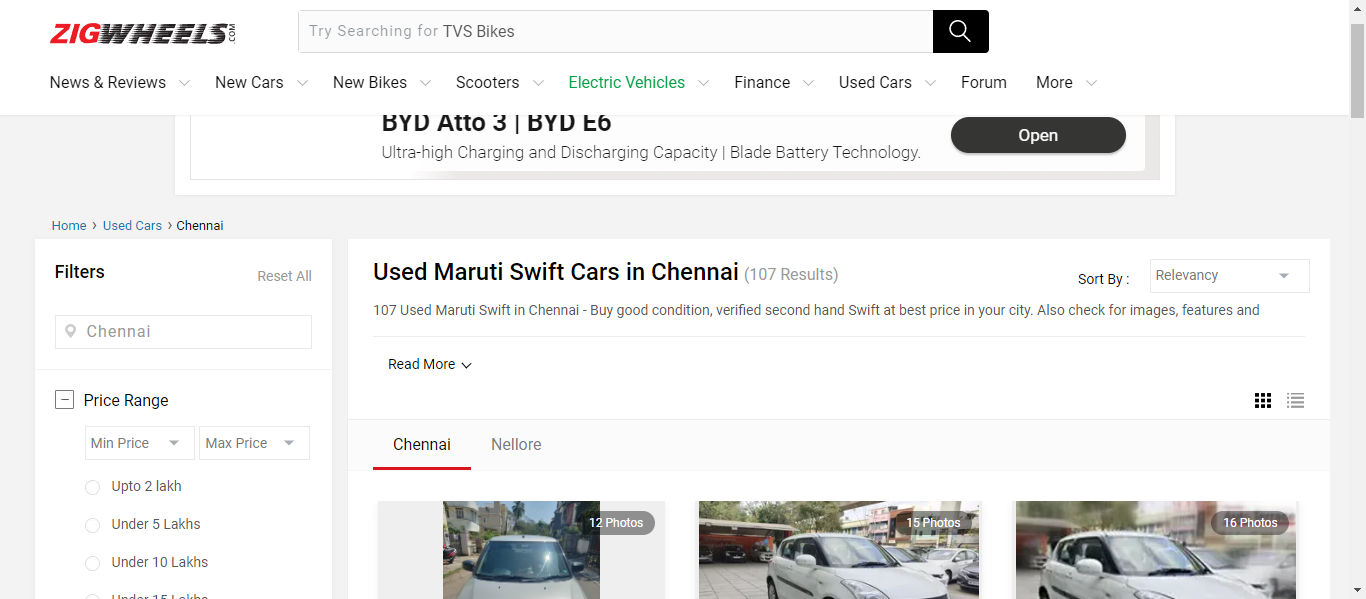 ZIGWHEELS.COM
Try Searching for TVS Bikes
News & Reviews New Cars New Bikes Scooters Electric Vehicles Finance Used Cars Forum More
BYD Atto 3 | BYD E6
Ultra-high Charging and Discharging Capacity | Blade Battery Technology.
Open
Home › Used Cars › Chennai
Filters
Reset All
Chennai
Price Range
Min Price Max Price
Upto 2 lakh
Under 5 Lakhs
Under 10 Lakhs
Under 15 Lakhs
Used Maruti Swift Cars in Chennai (107 Results)
Sort By : Relevancy
107 Used Maruti Swift in Chennai - Buy good condition, verified second hand Swift at best price in your city. Also check for images, features and
Read More
Chennai Nellore
12 Photos 15 Photos 16 Photos